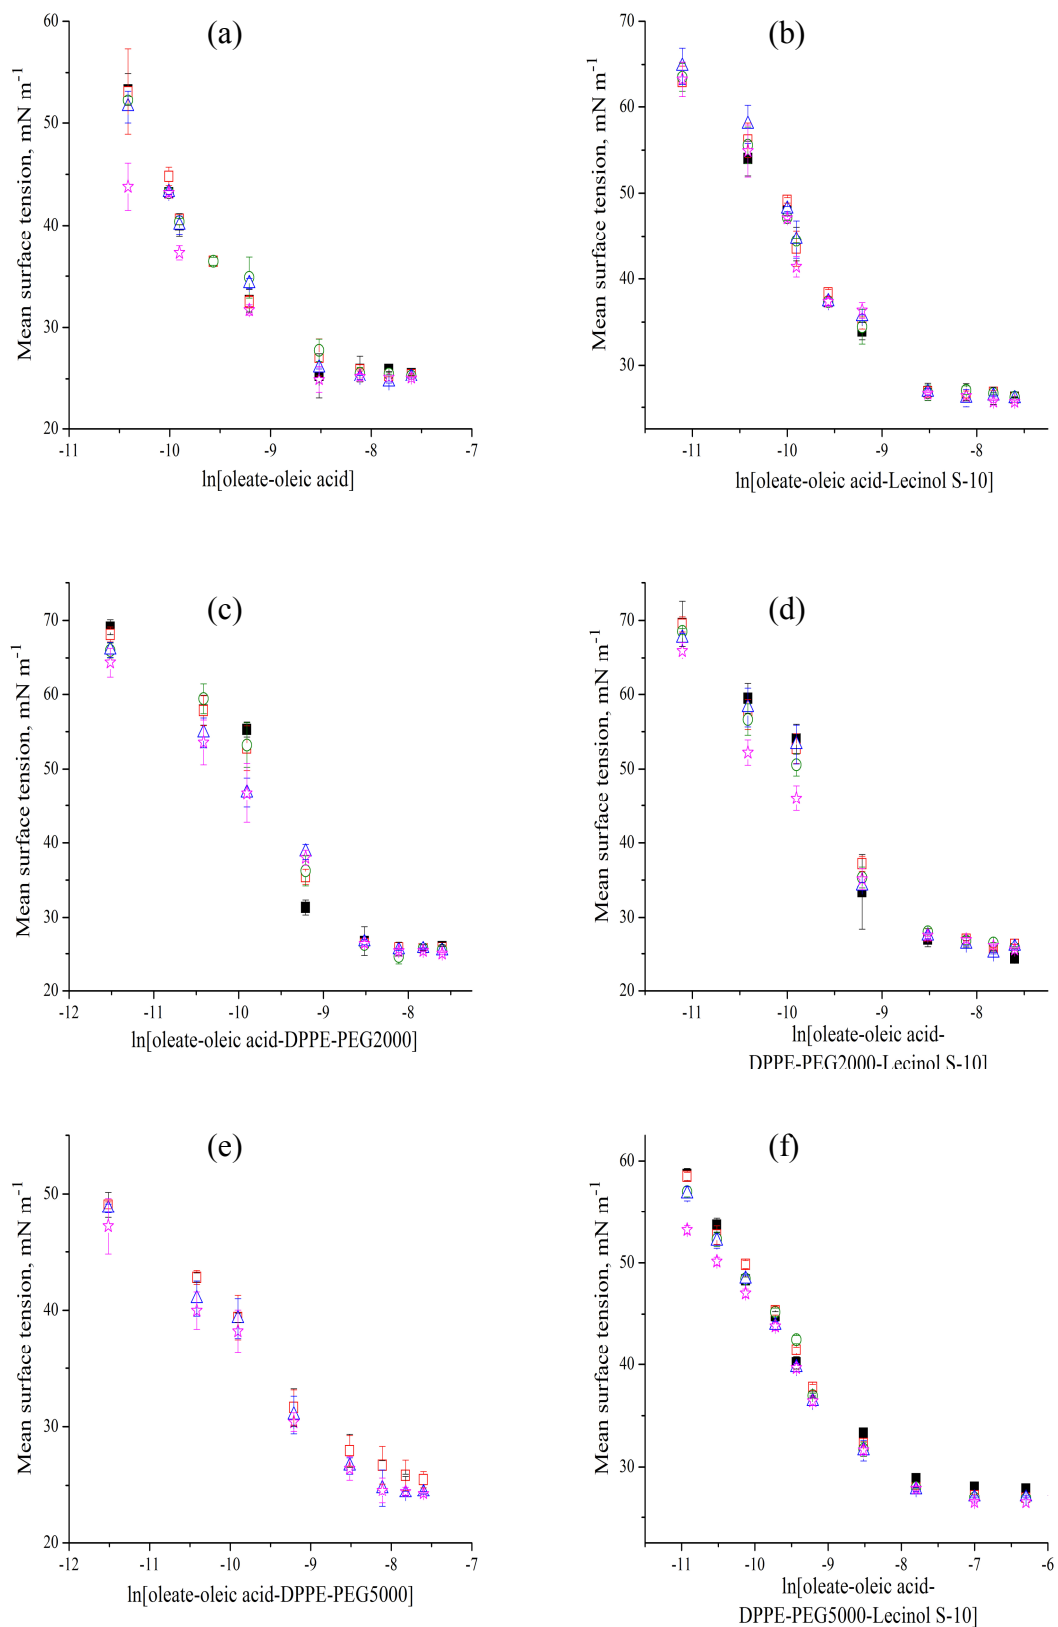 (a)
60
50
40
30
20
-11 -10 -9 -8 -7
Mean surface tension, mN m⁻¹
ln[oleate-oleic acid]
(b)
70
60
50
40
30
-11 -10 -9 -8
Mean surface tension, mN m⁻¹
ln[oleate-oleic acid-Lecinol S-10]
(c)
70
60
50
40
30
20
-12 -11 -10 -9 -8
Mean surface tension, mN m⁻¹
ln[oleate-oleic acid-DPPE-PEG2000]
(d)
70
60
50
40
30
20
-11 -10 -9 -8
Mean surface tension, mN m⁻¹
ln[oleate-oleic acid-
DPPE-PEG2000-Lecinol S-10]
(e)
50
40
30
20
-12 -11 -10 -9 -8 -7
Mean surface tension, mN m⁻¹
ln[oleate-oleic acid-DPPE-PEG5000]
(f)
60
50
40
30
-11 -10 -9 -8 -7 -6
Mean surface tension, mN m⁻¹
ln[oleate-oleic acid-
DPPE-PEG5000-Lecinol S-10]